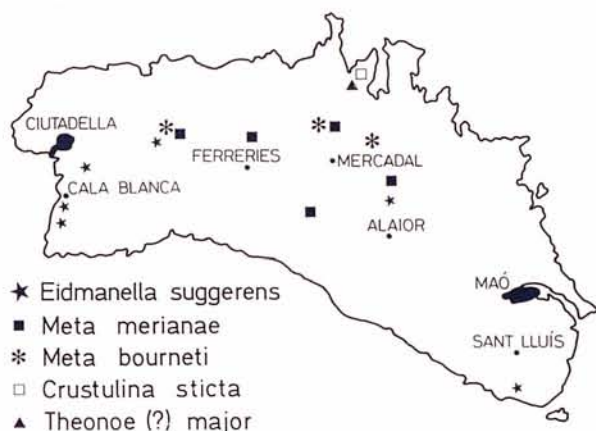 CIUTADELLA
FERRERIES
MERCADAL
CALA BLANCA
ALAIOR
MAÓ
SANT LLUÍS
Eidmanella suggerens
Meta merianae
Meta bourneti
Crustulina sticta
Theonoe (?) major